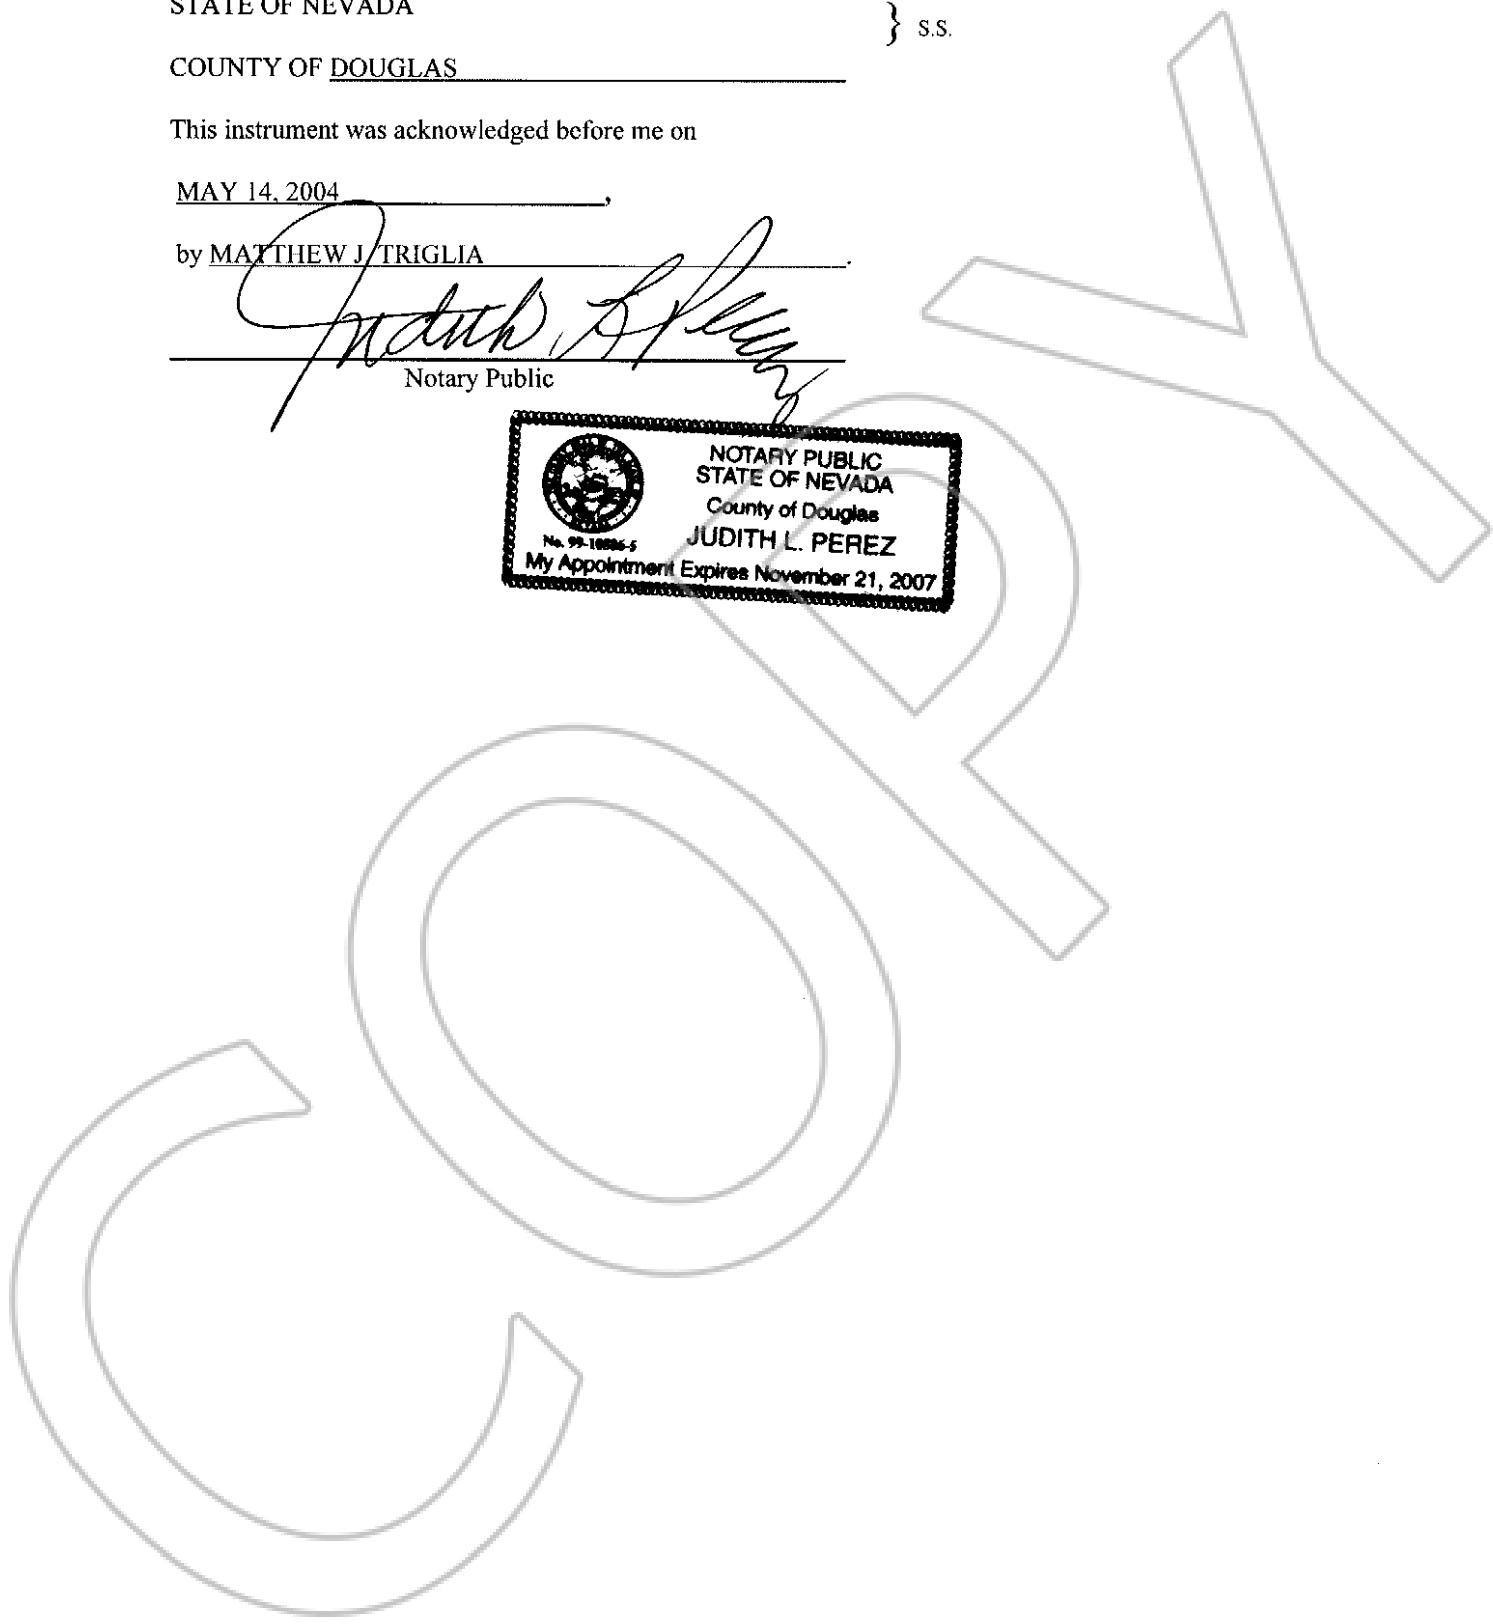 STATE OF NEVADA
} S.S.
COUNTY OF DOUGLAS
This instrument was acknowledged before me on
MAY 14, 2004,
by MATTHEW J. TRIGLIA.
Judith L Perez
Notary Public
NOTARY PUBLIC
STATE OF NEVADA
County of Douglas
JUDITH L. PEREZ
My Appointment Expires November 21, 2007
COPY